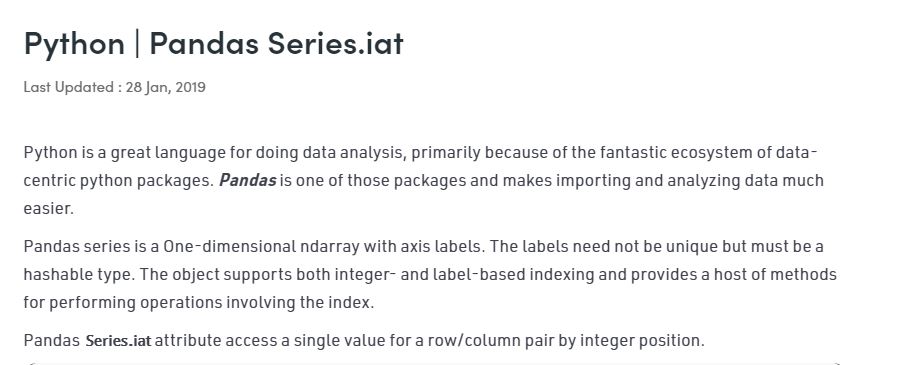 Python | Pandas Series.iat
Last Updated : 28 Jan, 2019
Python is a great language for doing data analysis, primarily because of the fantastic ecosystem of data-
centric python packages. Pandas is one of those packages and makes importing and analyzing data much
easier.
Pandas series is a One-dimensional ndarray with axis labels. The labels need not be unique but must be a
hashable type. The object supports both integer- and label-based indexing and provides a host of methods
for performing operations involving the index.
Pandas Series.iat attribute access a single value for a row/column pair by integer position.